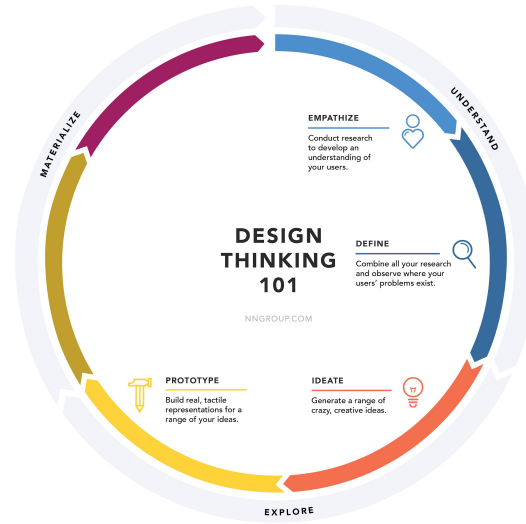 UNDERSTAND
MATERIALIZE
EMPATHIZE
Conduct research
to develop an
understanding of
your users.
DESIGN
THINKING
101
NNGROUP.COM
DEFINE
Combine all your research
and observe where your
users' problems exist.
PROTOTYPE
Build real, tactile
representations for a
range of your ideas.
IDEATE
Generate a range of
crazy, creative ideas.
EXPLORE